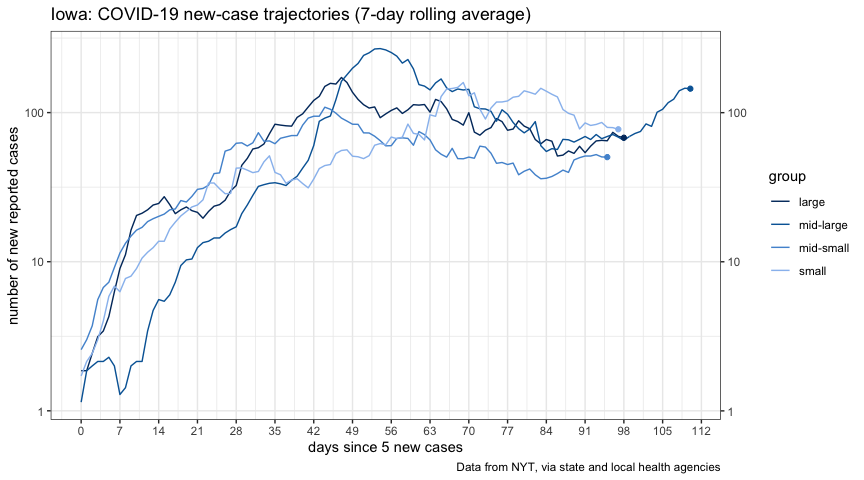 Iowa: COVID-19 new-case trajectories (7-day rolling average)
number of new reported cases
100
10
1
100
10
1
0 7 14 21 28 35 42 49 56 63 70 77 84 91 98 105 112
days since 5 new cases
Data from NYT, via state and local health agencies
group
large
mid-large
mid-small
small